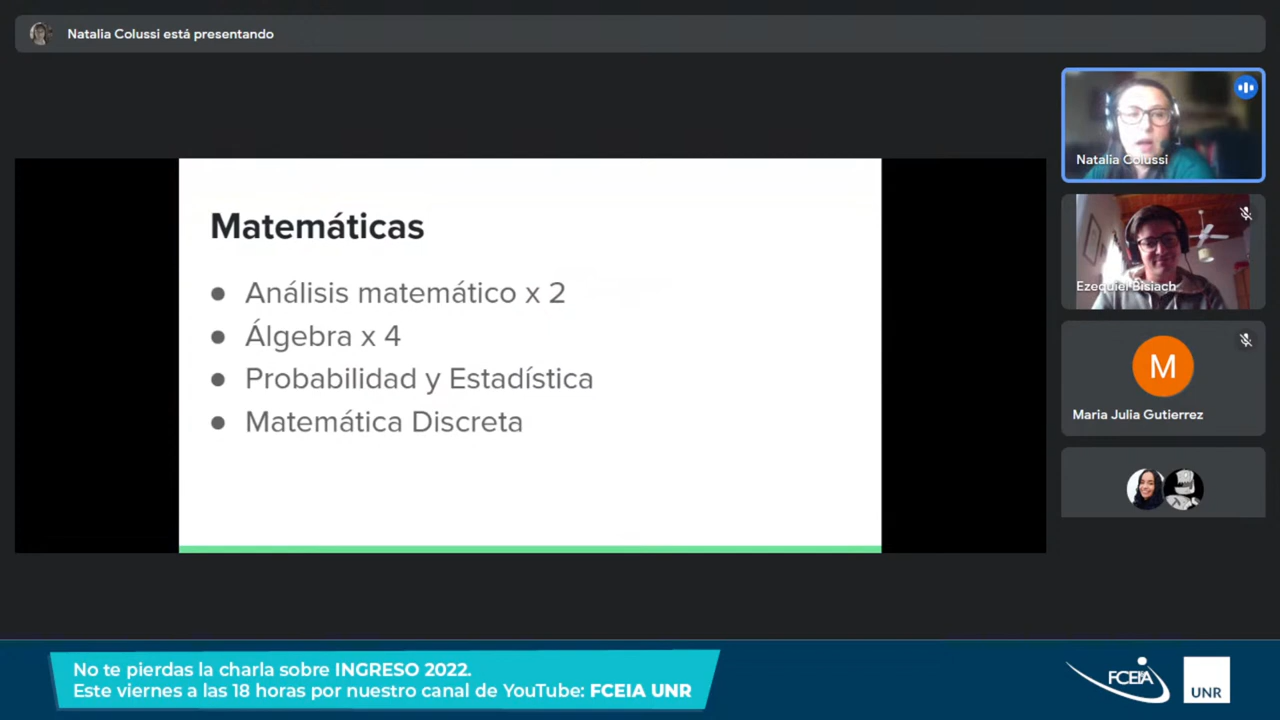 Natalia Colussi está presentando
Matemáticas
● Análisis matemático x 2
● Álgebra x 4
● Probabilidad y Estadística
● Matemática Discreta
Natalia Colussi
Ezequiel Bisiach
M
Maria Julia Gutierrez
No te pierdas la charla sobre INGRESO 2022.
Este viernes a las 18 horas por nuestro canal de YouTube: FCEIA UNR
FCEIA
UNR